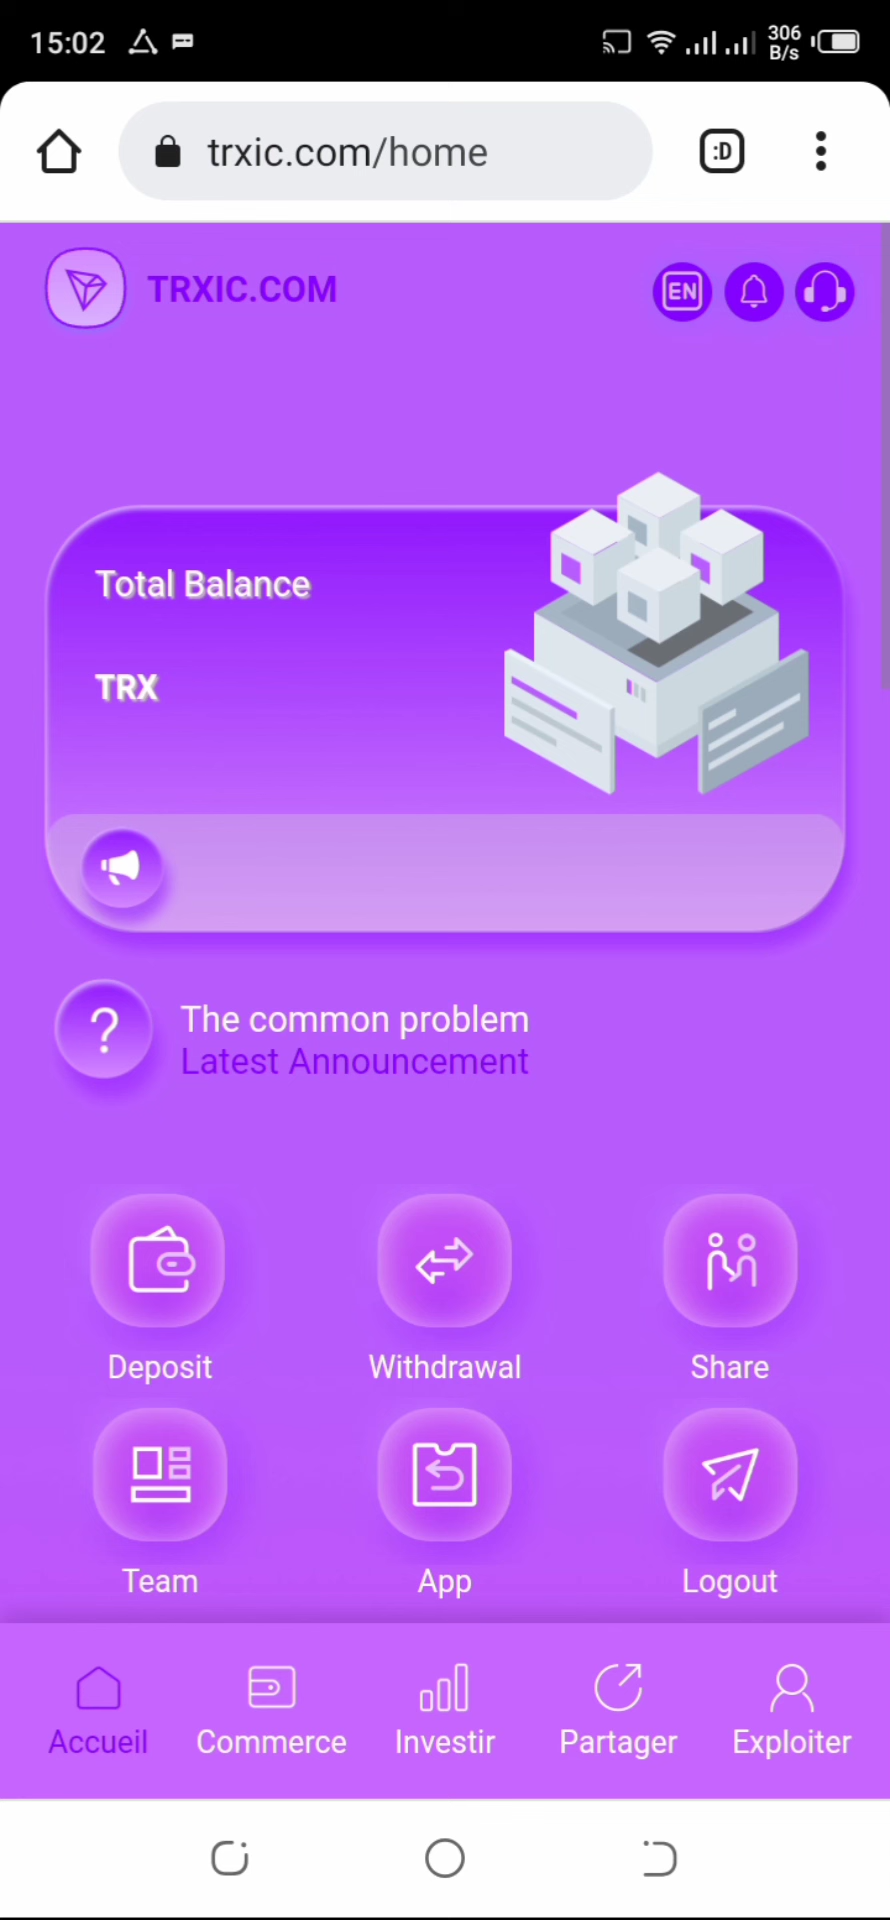 15:02
306
B/s
trxic.com/home
:D
TRXIC.COM
EN
Total Balance
TRX
?
The common problem
Latest Announcement
Deposit
Withdrawal
Share
Team
App
Logout
Accueil
Commerce
Investir
Partager
Exploiter